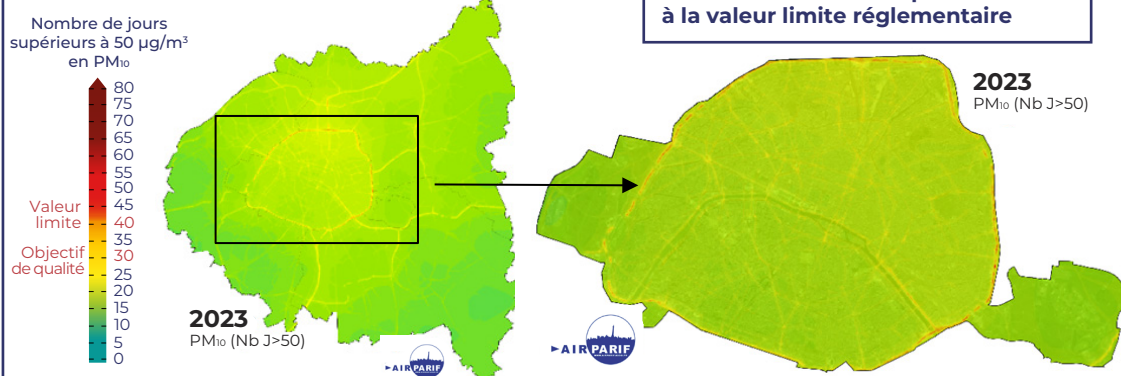 Nombre de jours
supérieurs à 50 µg/m³
en PM₁₀
80
75
70
65
60
55
50
45
Valeur limite
40
35
Objectif de qualité
30
25
20
15
10
5
0
2023
PM₁₀ (Nb J>50)
AIRPARIF
à la valeur limite réglementaire
2023
PM₁₀ (Nb J>50)
AIRPARIF